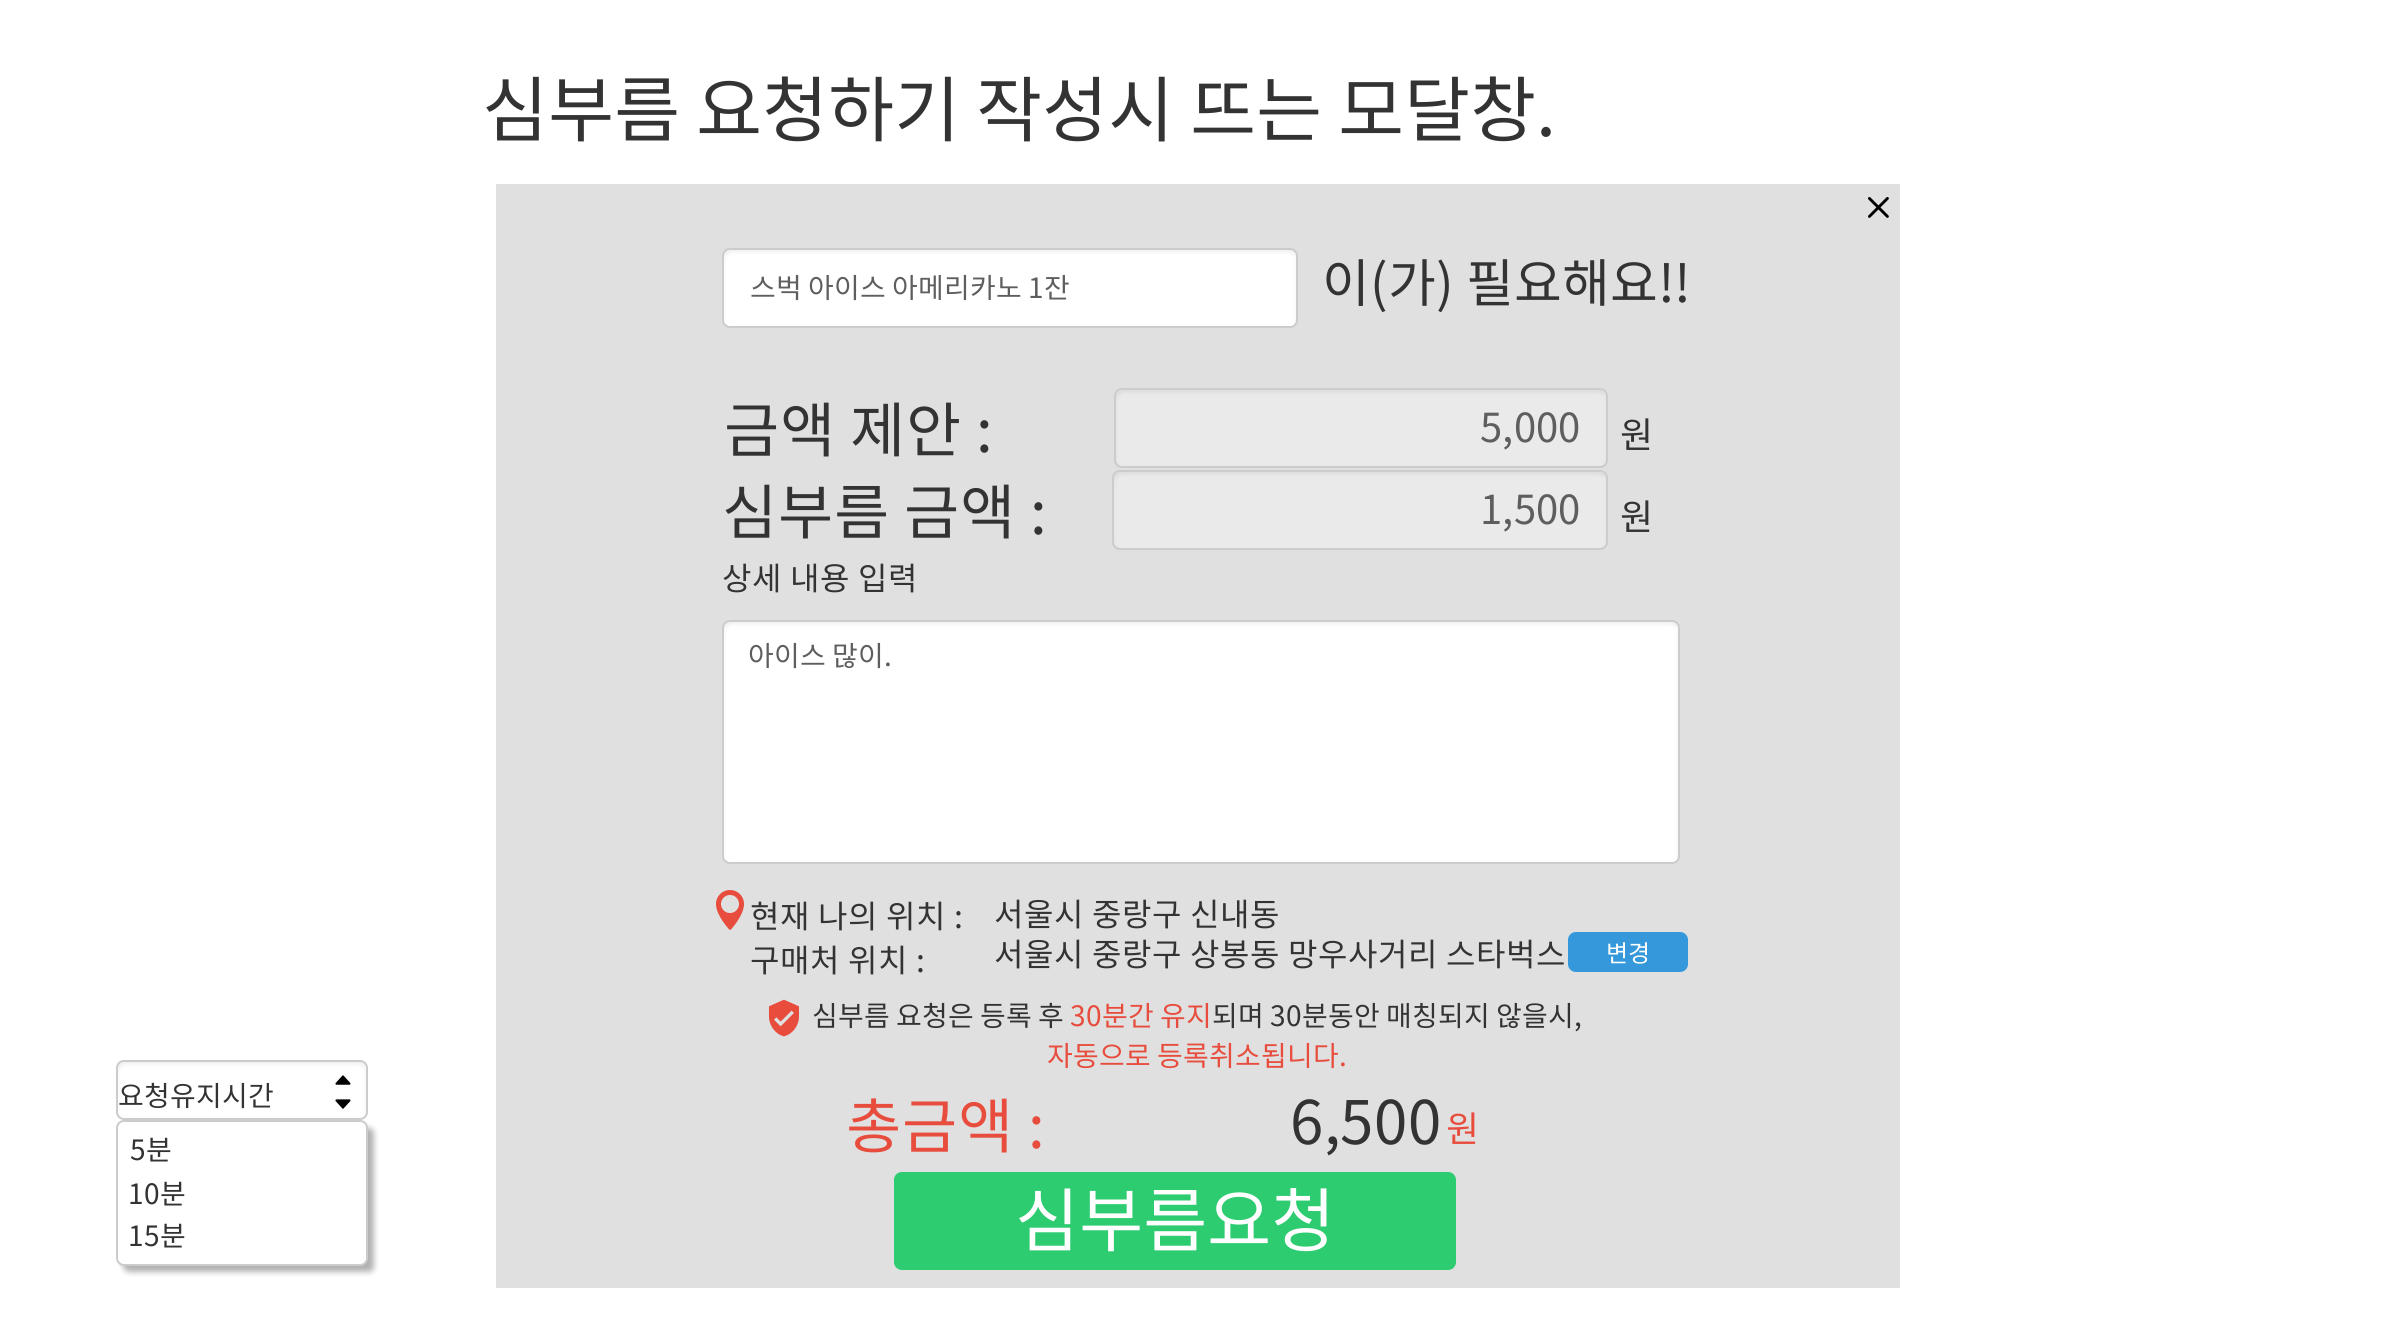 심부름 요청하기 작성시 뜨는 모달창.
스벅 아이스 아메리카노 1잔 이(가) 필요해요!!
금액 제안 : 5,000 원
심부름 금액 : 1,500 원
상세 내용 입력
아이스 많이.
현재 나의 위치 : 서울시 중랑구 신내동
구매처 위치 : 서울시 중랑구 상봉동 망우사거리 스타벅스 변경
심부름 요청은 등록 후 30분간 유지되며 30분동안 매칭되지 않을시,
자동으로 등록취소됩니다.
총금액 : 6,500 원
심부름요청
요청유지시간
5분
10분
15분